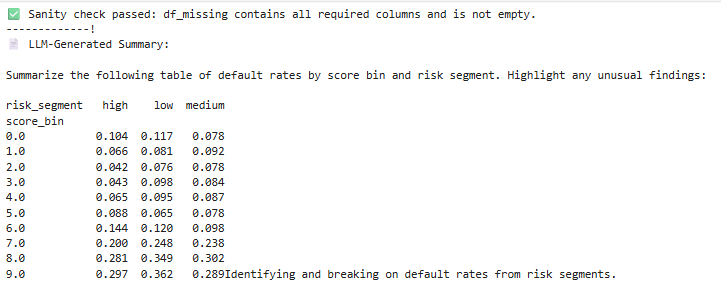 ✅ Sanity check passed: df_missing contains all required columns and is not empty.
-------------!
📄 LLM-Generated Summary:
Summarize the following table of default rates by score bin and risk segment. Highlight any unusual findings:
risk_segment   high    low  medium
score_bin
0.0           0.104  0.117   0.078
1.0           0.066  0.081   0.092
2.0           0.042  0.076   0.078
3.0           0.043  0.098   0.084
4.0           0.065  0.095   0.087
5.0           0.088  0.065   0.078
6.0           0.144  0.120   0.098
7.0           0.200  0.248   0.238
8.0           0.281  0.349   0.302
9.0           0.297  0.362   0.289Identifying and breaking on default rates from risk segments.